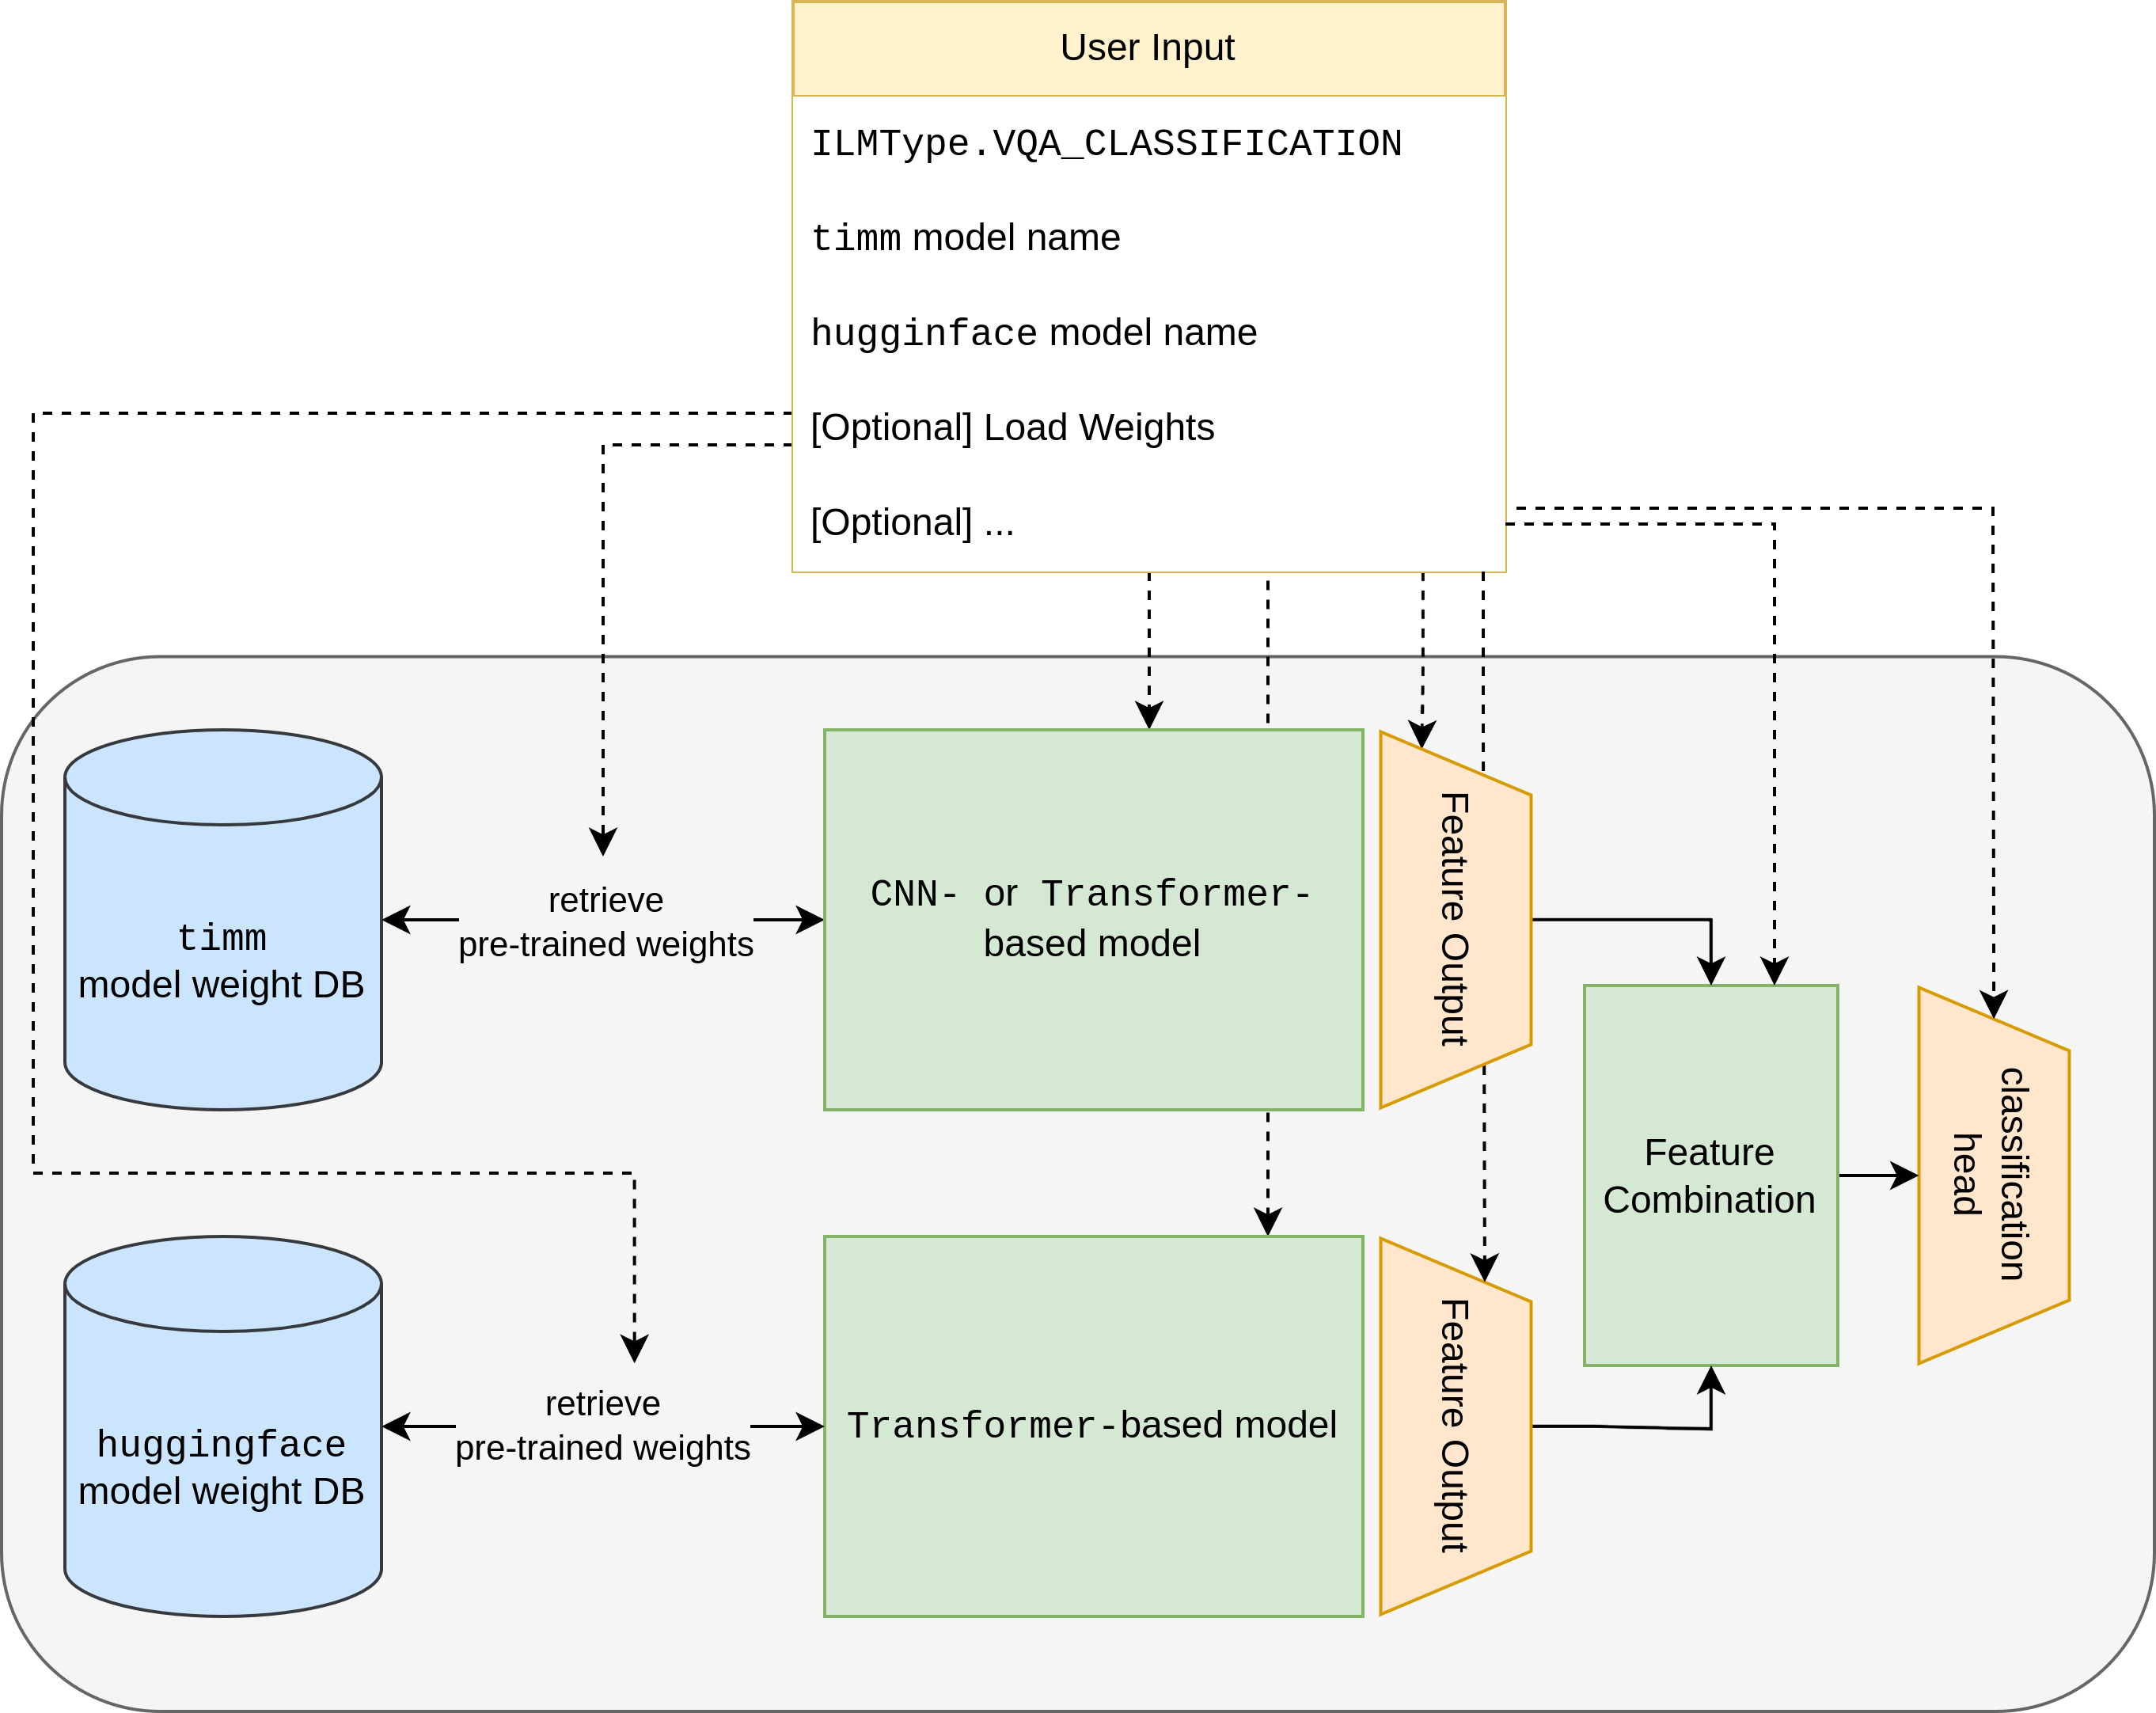 User Input
ILMType.VQA_CLASSIFICATION
timm model name
hugginface model name
[Optional] Load Weights
[Optional] ...
timm
model weight DB
retrieve
pre-trained weights
CNN- or Transformer-
based model
Feature Output
Feature
Combination
classification
head
huggingface
model weight DB
retrieve
pre-trained weights
Transformer-based model
Feature Output